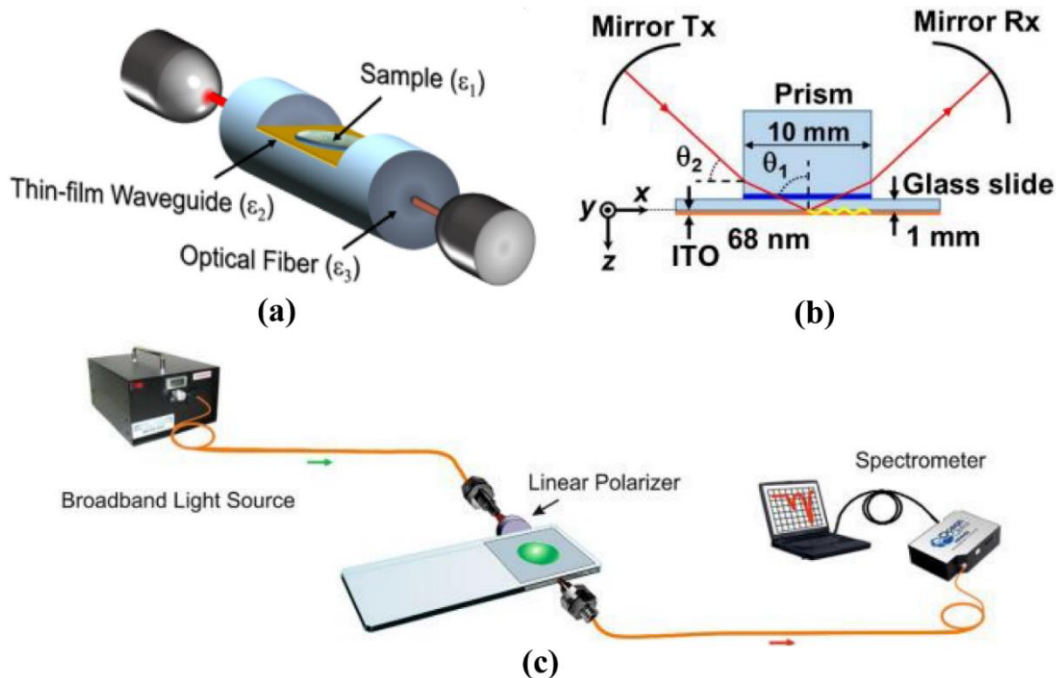 Sample (ε₁)
Thin-film Waveguide (ε₂)
Optical Fiber (ε₃)
(a)
Mirror Tx
Mirror Rx
Prism
10 mm
θ₂
θ₁
Glass slide
y
x
z
ITO
68 nm
1 mm
(b)
Broadband Light Source
Linear Polarizer
Spectrometer
Ocean
(c)